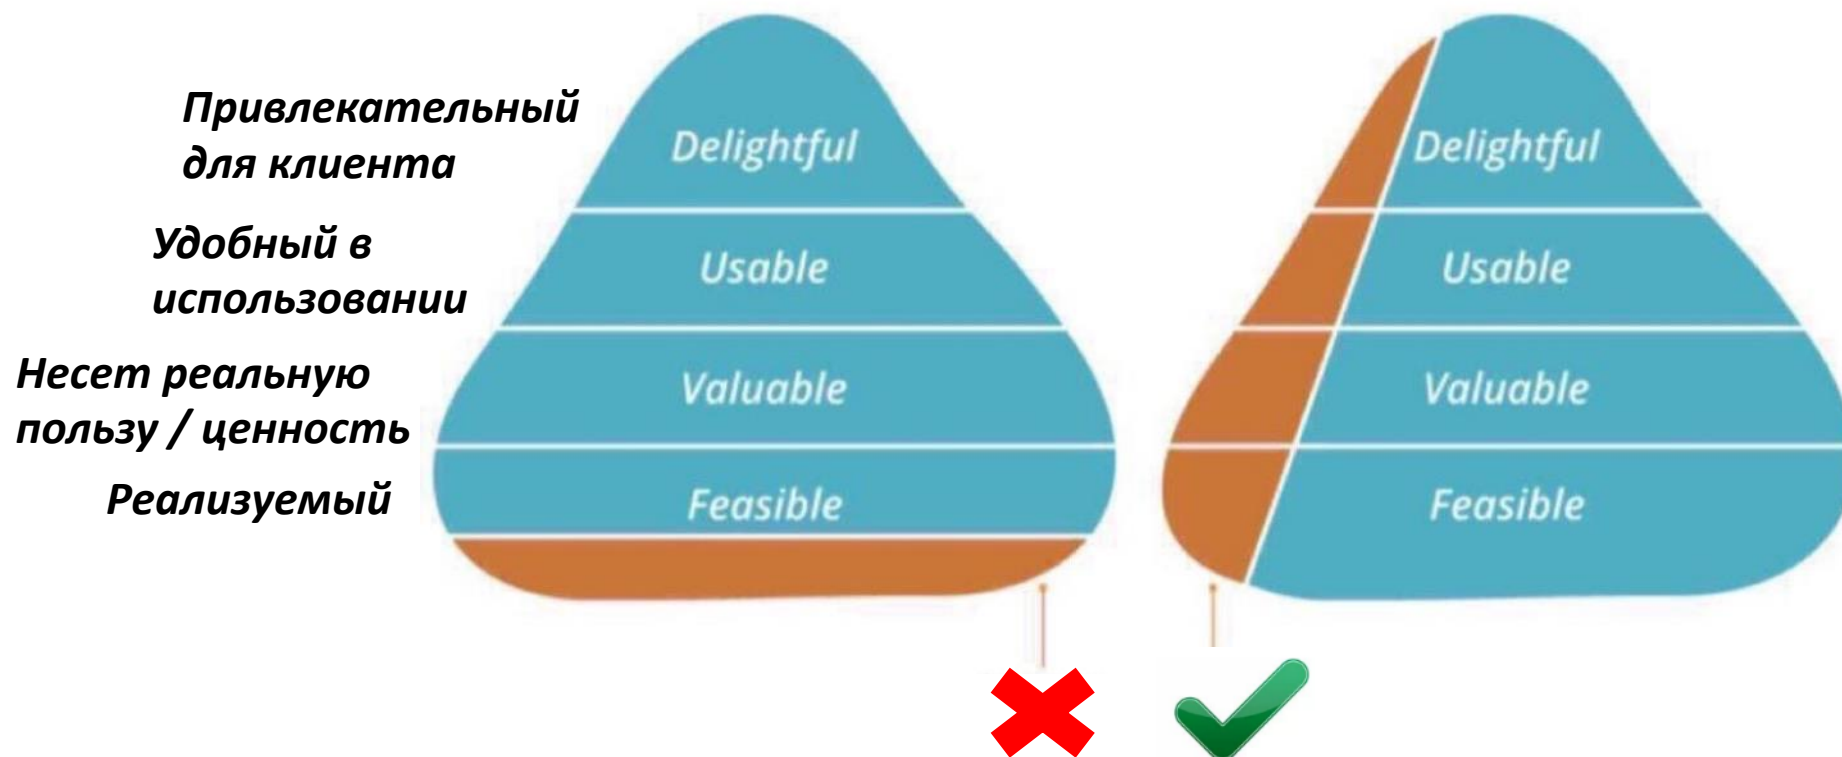 Привлекательный
для клиента
Удобный в
использовании
Несет реальную
пользу / ценность
Реализуемый
Delightful
Usable
Valuable
Feasible
Delightful
Usable
Valuable
Feasible